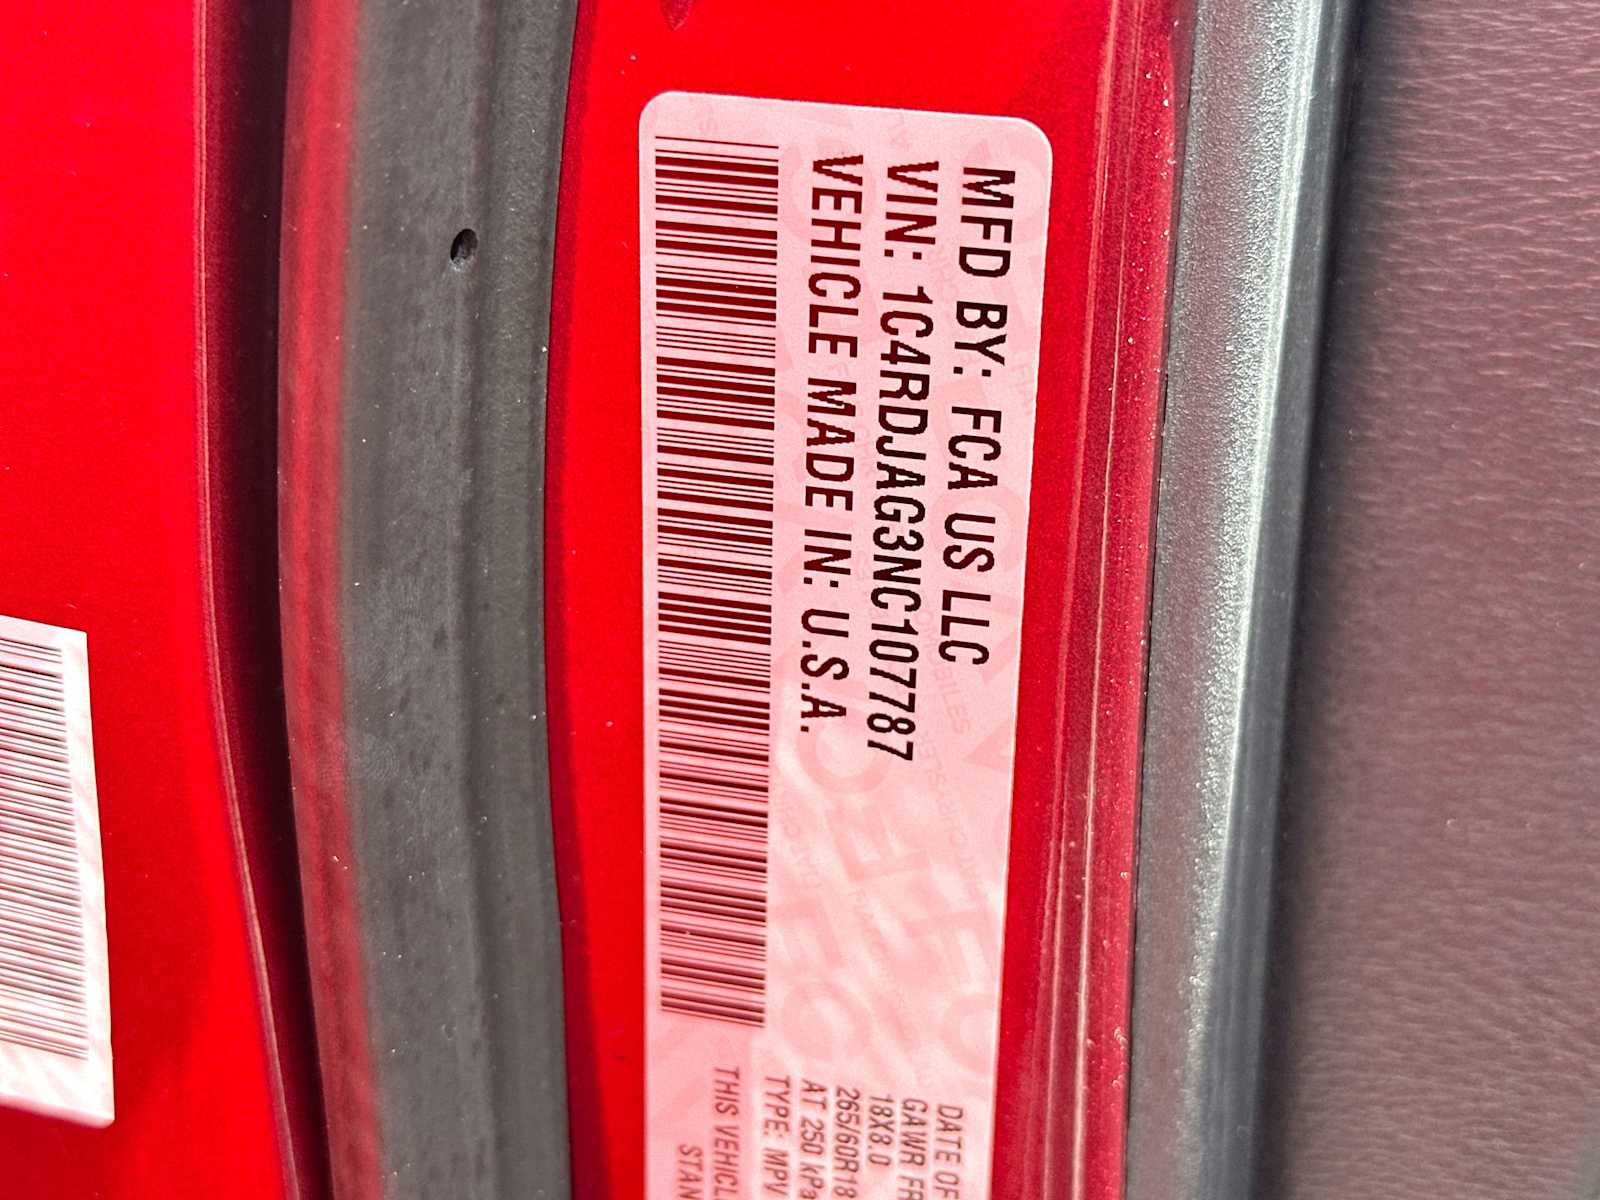 MFD BY: FCA US LLC
VIN: 1C4RDJAG3NC107787
VEHICLE MADE IN: U.S.A.
DATE OF
GAWR FR
18X8.0
265/60R18
AT 250 kPa
TYPE: MPV
THIS VEHICL
STAN